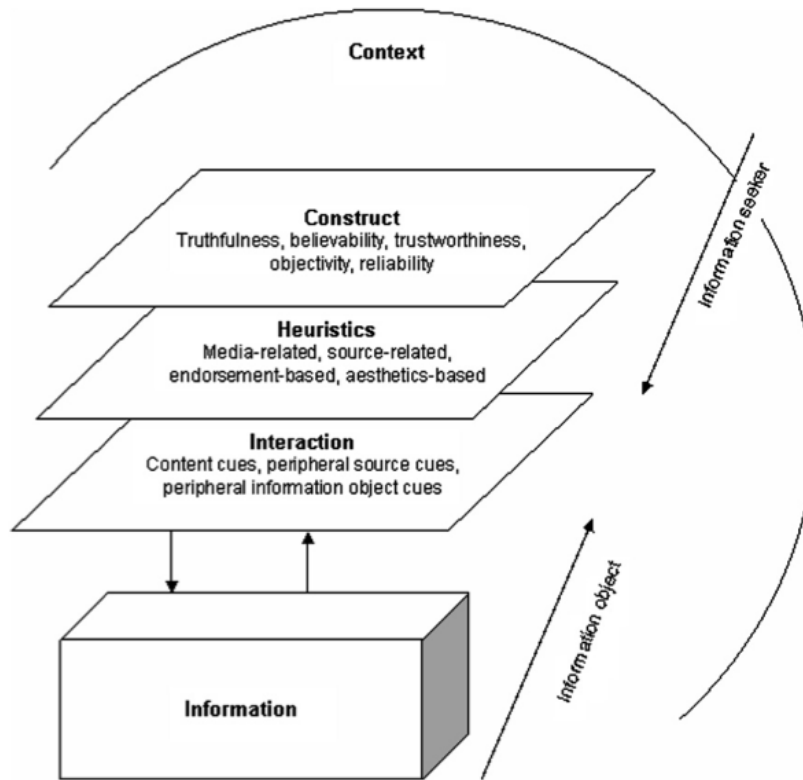 Context
Construct
Truthfulness, believability, trustworthiness,
objectivity, reliability
Information seeker
Heuristics
Media-related, source-related,
endorsement-based, aesthetics-based
Interaction
Content cues, peripheral source cues,
peripheral information object cues
Information object
Information